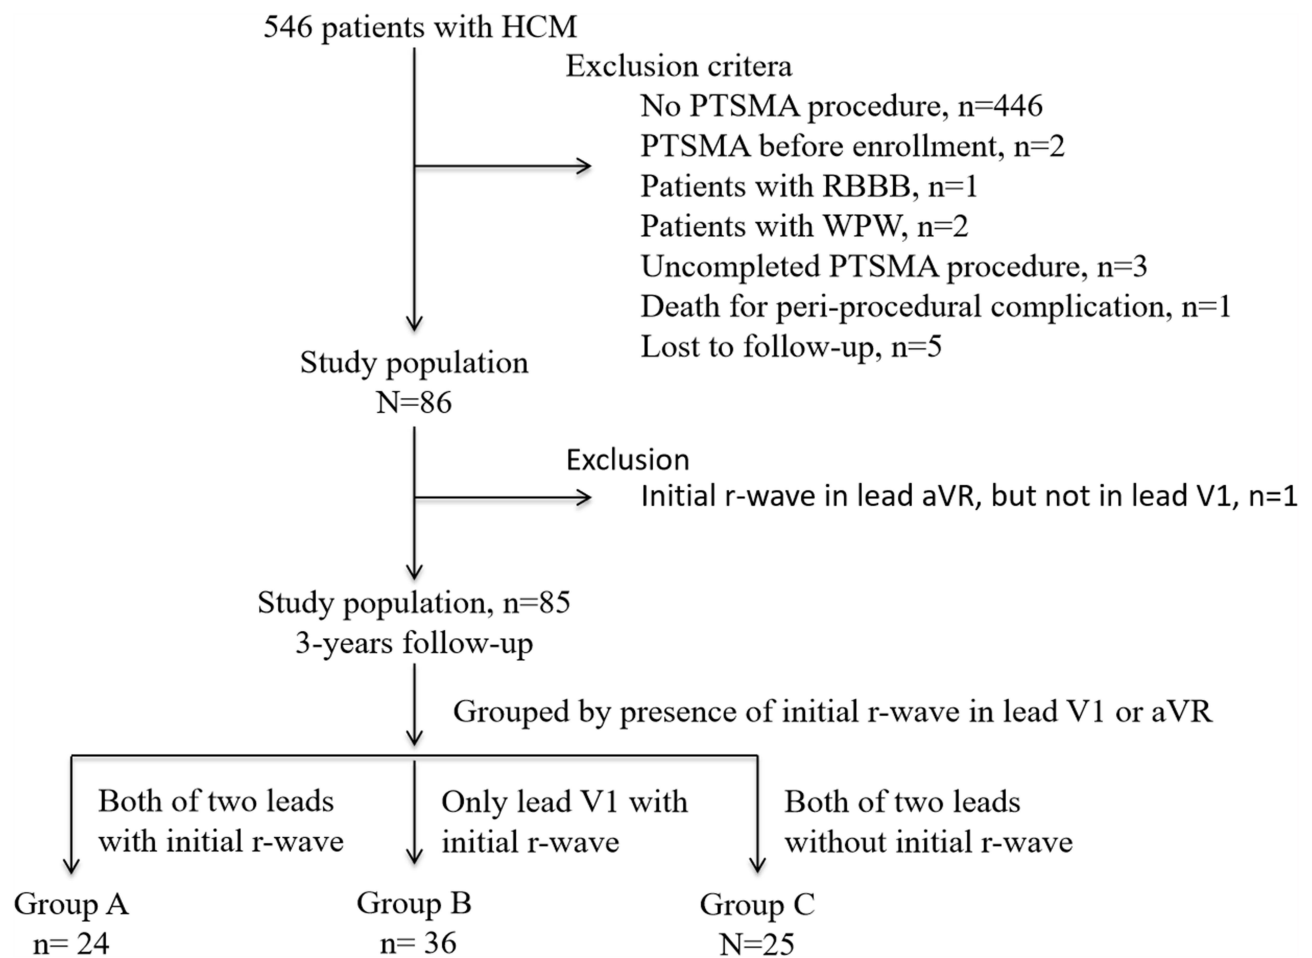 546 patients with HCM
Exclusion critera
No PTSMA procedure, n=446
PTSMA before enrollment, n=2
Patients with RBBB, n=1
Patients with WPW, n=2
Uncompleted PTSMA procedure, n=3
Death for peri-procedural complication, n=1
Lost to follow-up, n=5
Study population
N=86
Exclusion
Initial r-wave in lead aVR, but not in lead V1, n=1
Study population, n=85
3-years follow-up
Grouped by presence of initial r-wave in lead V1 or aVR
Both of two leads
with initial r-wave
Only lead V1 with
initial r-wave
Both of two leads
without initial r-wave
Group A
n= 24
Group B
n= 36
Group C
N=25